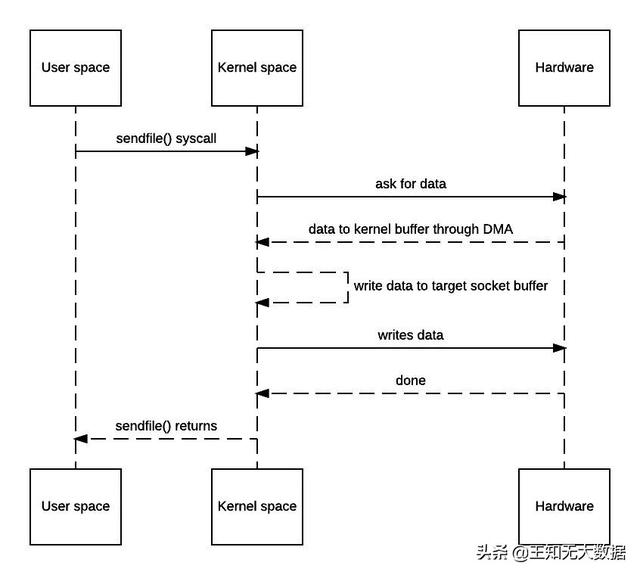 User space
Kernel space
Hardware
sendfile() syscall
ask for data
data to kernel buffer through DMA
write data to target socket buffer
writes data
done
sendfile() returns
User space
Kernel space
Hardware
头条 @王知无大数据